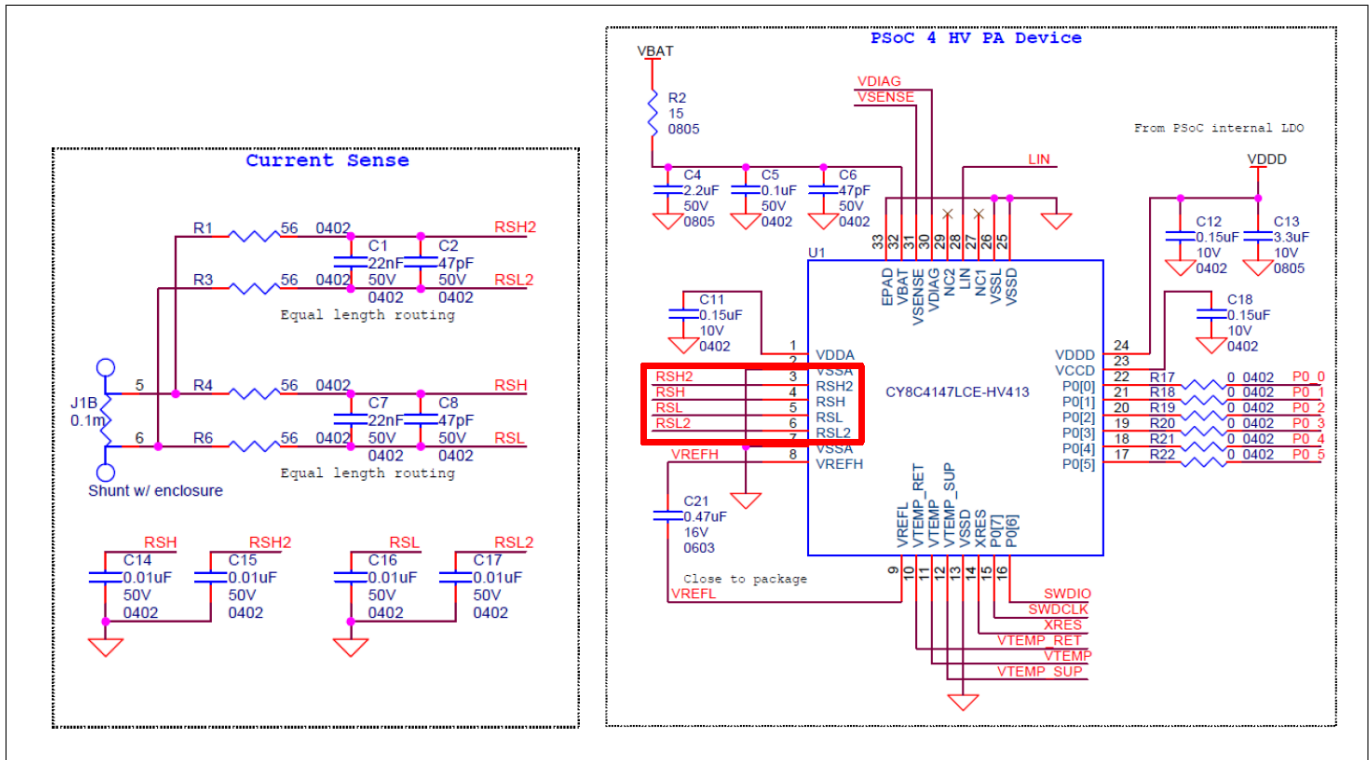 Current Sense
R1 56 0402 RSH2
C1 C2
22nF 47pF
50V 50V
0402 0402
R3 56 0402 RSL2
Equal length routing
J1B
0.1m
5
6
Shunt w/ enclosure
R4 56 0402 RSH
C7 C8
22nF 47pF
50V 50V
0402 0402
R6 56 0402 RSL
Equal length routing
RSH RSH2 RSL RSL2
C14 C15 C16 C17
0.01uF 0.01uF 0.01uF 0.01uF
50V 50V 50V 50V
0402 0402 0402 0402
PSoC 4 HV PA Device
VBAT
R2
15
0805
VDIAG
VSENSE
LIN
From PSoC internal LDO
VDDD
C4 C5 C6
2.2uF 0.1uF 47pF
50V 50V 50V
0805 0402 0402
C12 C13
0.15uF 3.3uF
10V 10V
0402 0805
33 32 31 30 29 28 27 26 25
EPAD VBAT VSENSE VDIAG NC2 LIN NC1 VSSL VSSD
U1
CY8C4147LCE-HV413
C11
0.15uF
10V
0402
C18
0.15uF
10V
0402
1 VDDA
2 VSSA
RSH2 3 RSH2
RSH 4 RSH
RSL 5 RSL
RSL2 6 RSL2
7 VSSA
VREFH 8 VREFH
VDDD 24
VCCD 23
P0[0] 22 R17 0 0402 P0_0
P0[1] 21 R18 0 0402 P0_1
P0[2] 20 R19 0 0402 P0_2
P0[3] 19 R20 0 0402 P0_3
P0[4] 18 R21 0 0402 P0_4
P0[5] 17 R22 0 0402 P0_5
C21
0.47uF
16V
0603
Close to package
VREFL
VREFL VTEMP_RET VTEMP VTEMP_SUP VSSD XRES P0[7] P0[6]
9 10 11 12 13 14 15 16
SWDIO
SWDCLK
XRES
VTEMP_RET
VTEMP
VTEMP_SUP